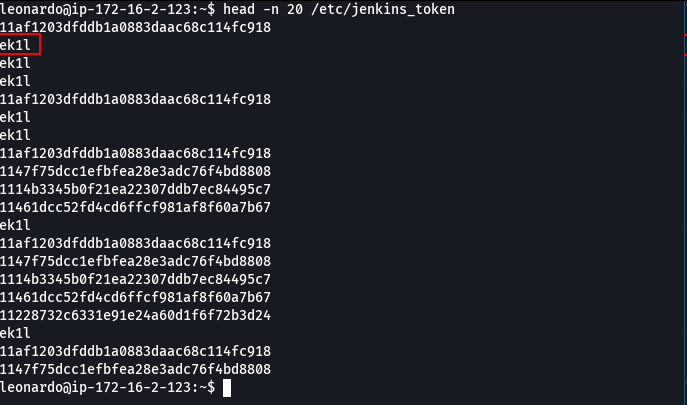 leonardo@ip-172-16-2-123:~$ head -n 20 /etc/jenkins_token
11af1203dfddb1a0883daac68c114fc918
ek1l
ek1l
ek1l
11af1203dfddb1a0883daac68c114fc918
ek1l
ek1l
11af1203dfddb1a0883daac68c114fc918
1147f75dcc1efbfea28e3adc76f4bd8808
1114b3345b0f21ea22307ddb7ec84495c7
11461dcc52fd4cd6ffcf981af8f60a7b67
ek1l
11af1203dfddb1a0883daac68c114fc918
1147f75dcc1efbfea28e3adc76f4bd8808
1114b3345b0f21ea22307ddb7ec84495c7
11461dcc52fd4cd6ffcf981af8f60a7b67
11228732c6331e91e24a60d1f6f72b3d24
ek1l
11af1203dfddb1a0883daac68c114fc918
1147f75dcc1efbfea28e3adc76f4bd8808
leonardo@ip-172-16-2-123:~$